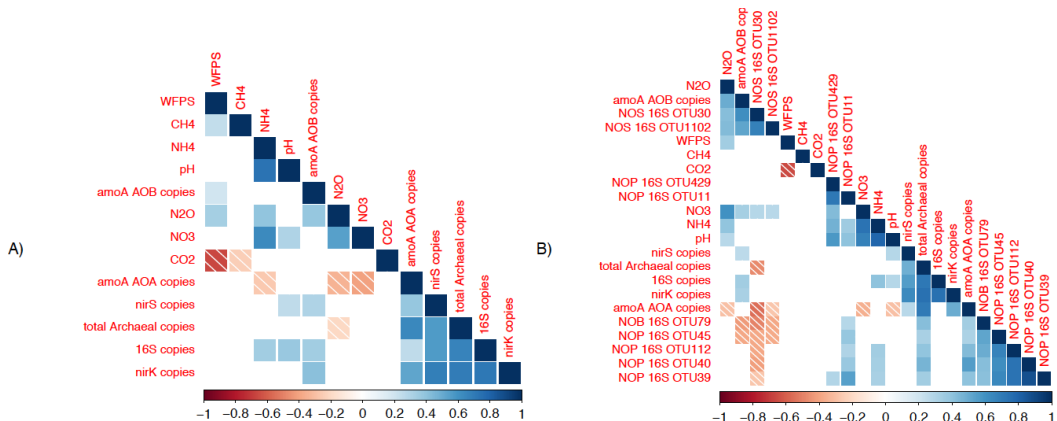 A)
WFPS
CH4
NH4
pH
amoA AOB copies
N2O
NO3
CO2
amoA AOA copies
nirS copies
total Archaeal copies
16S copies
nirK copies
WFPS
CH4
NH4
pH
amoA AOB copies
N2O
NO3
CO2
amoA AOA copies
nirS copies
total Archaeal copies
16S copies
nirK copies
−1 −0.8 −0.6 −0.4 −0.2 0 0.2 0.4 0.6 0.8 1
B)
N2O
amoA AOB cop
NOS 16S OTU30
NOS 16S OTU1102
WFPS
CH4
CO2
NOP 16S OTU429
NOP 16S OTU11
NO3
NH4
pH
nirS copies
total Archaeal copies
16S copies
nirK copies
amoA AOA copies
NOB 16S OTU79
NOP 16S OTU45
NOP 16S OTU112
NOP 16S OTU40
NOP 16S OTU39
N2O
amoA AOB copies
NOS 16S OTU30
NOS 16S OTU1102
WFPS
CH4
CO2
NOP 16S OTU429
NOP 16S OTU11
NO3
NH4
pH
nirS copies
total Archaeal copies
16S copies
nirK copies
amoA AOA copies
NOB 16S OTU79
NOP 16S OTU45
NOP 16S OTU112
NOP 16S OTU40
NOP 16S OTU39
−1 −0.8 −0.6 −0.4 −0.2 0 0.2 0.4 0.6 0.8 1